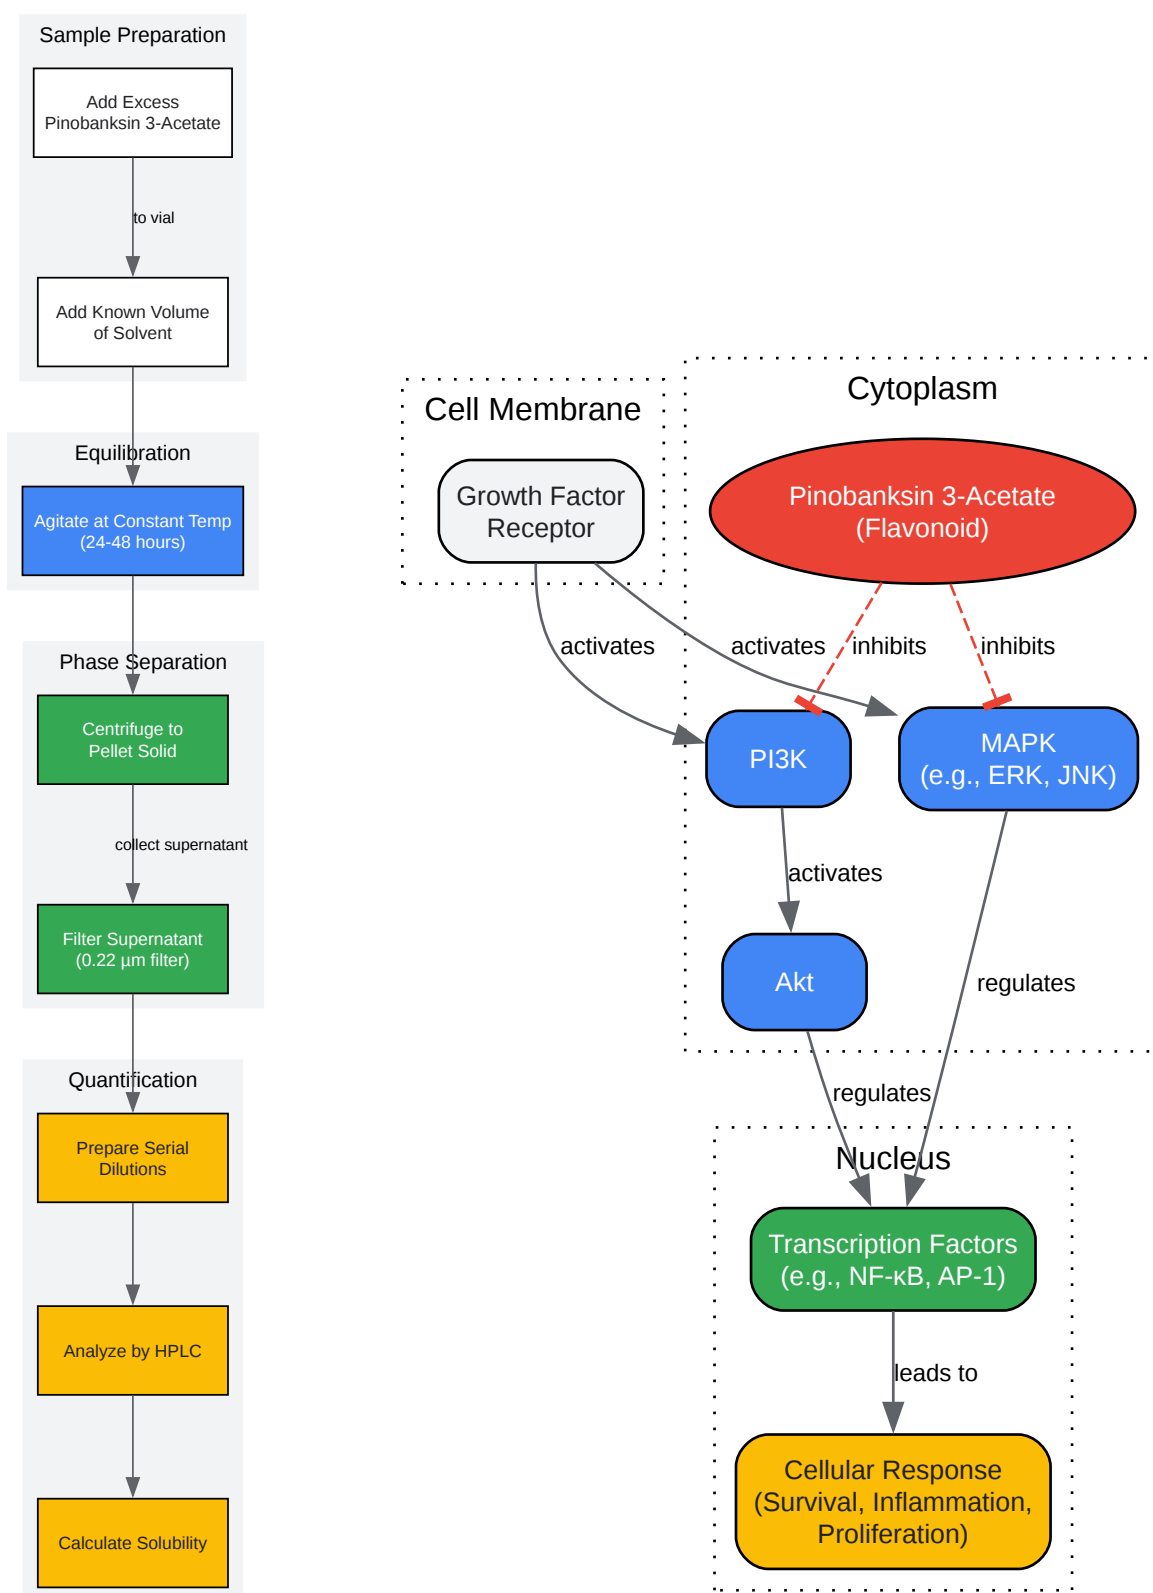 Sample Preparation
Add Excess
Pinobanksin 3-Acetate
to vial
Add Known Volume
of Solvent
Equilibration
Agitate at Constant Temp
(24-48 hours)
Phase Separation
Centrifuge to
Pellet Solid
collect supernatant
Filter Supernatant
(0.22 µm filter)
Quantification
Prepare Serial
Dilutions
Analyze by HPLC
Calculate Solubility
Cell Membrane
Growth Factor
Receptor
Cytoplasm
Pinobanksin 3-Acetate
(Flavonoid)
activates
activates
inhibits
inhibits
PI3K
MAPK
(e.g., ERK, JNK)
activates
Akt
regulates
regulates
Nucleus
Transcription Factors
(e.g., NF-κB, AP-1)
leads to
Cellular Response
(Survival, Inflammation,
Proliferation)